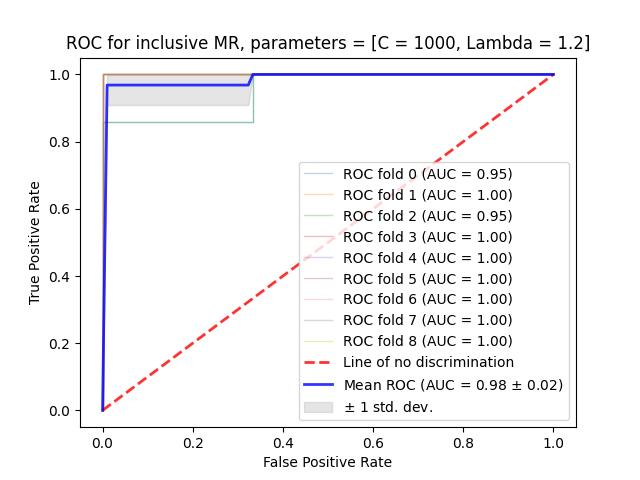 ROC for inclusive MR, parameters = [C = 1000, Lambda = 1.2]
1.0
0.8
0.6
0.4
0.2
0.0
True Positive Rate
ROC fold 0 (AUC = 0.95)
ROC fold 1 (AUC = 1.00)
ROC fold 2 (AUC = 0.95)
ROC fold 3 (AUC = 1.00)
ROC fold 4 (AUC = 1.00)
ROC fold 5 (AUC = 1.00)
ROC fold 6 (AUC = 1.00)
ROC fold 7 (AUC = 1.00)
ROC fold 8 (AUC = 1.00)
Line of no discrimination
Mean ROC (AUC = 0.98 ± 0.02)
± 1 std. dev.
0.0 0.2 0.4 0.6 0.8 1.0
False Positive Rate